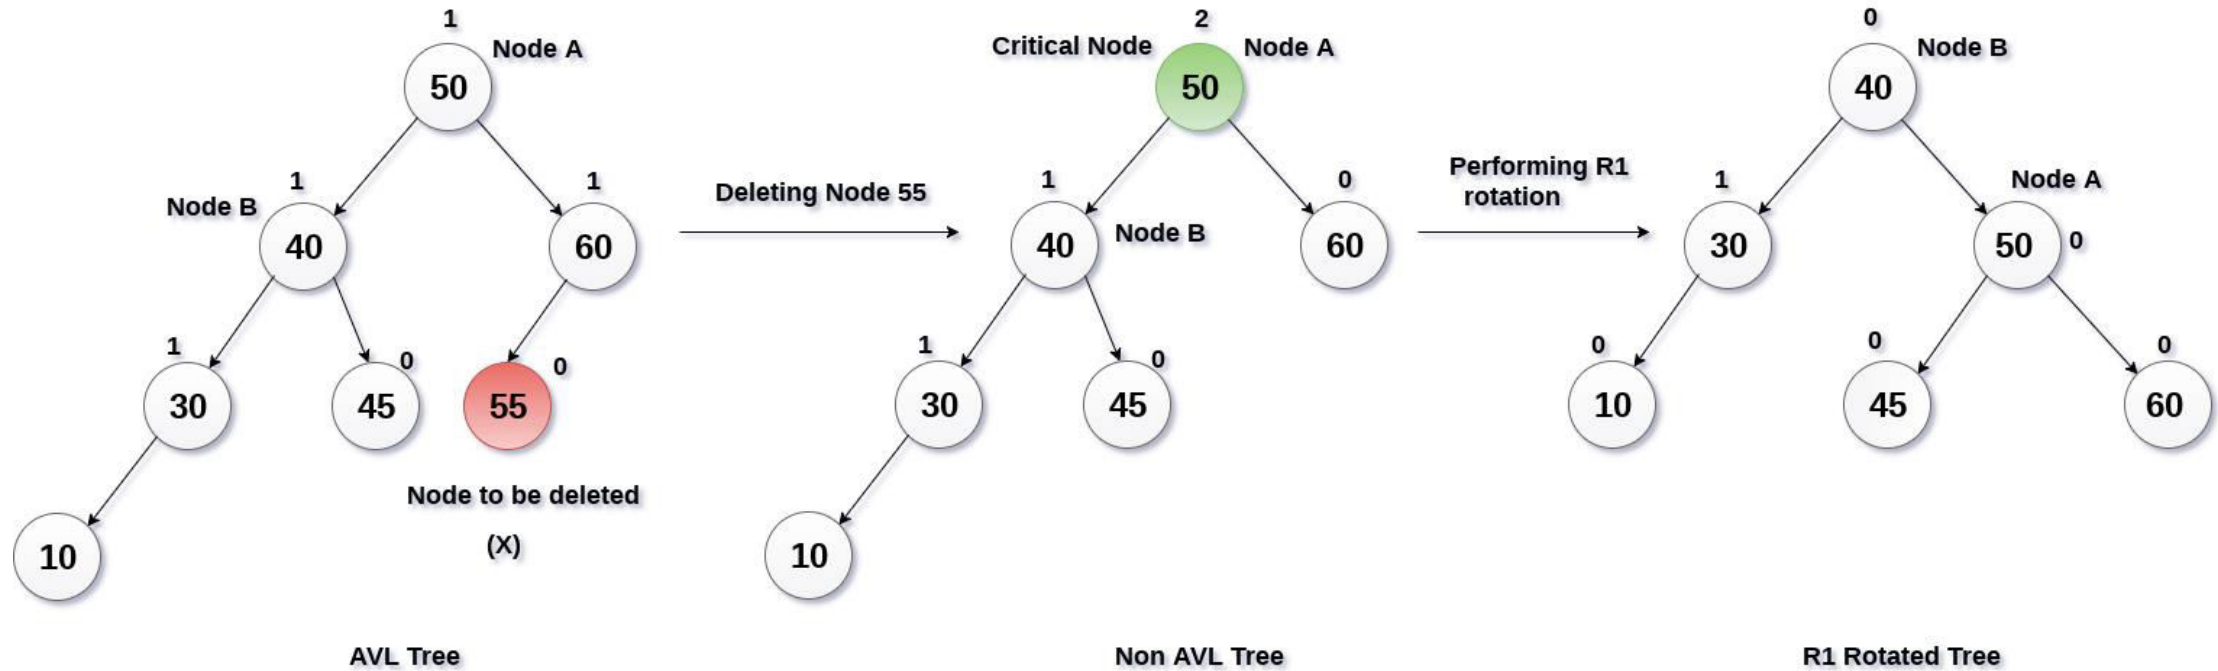 1
Node A
50
1
Node B
40
1
60
1
30
0
45
0
55
10
Node to be deleted
(X)
AVL Tree
Deleting Node 55
2
Critical Node
Node A
50
1
40
Node B
0
60
1
30
0
45
10
Non AVL Tree
Performing R1
rotation
0
Node B
40
1
30
Node A
50
0
0
10
0
45
0
60
R1 Rotated Tree